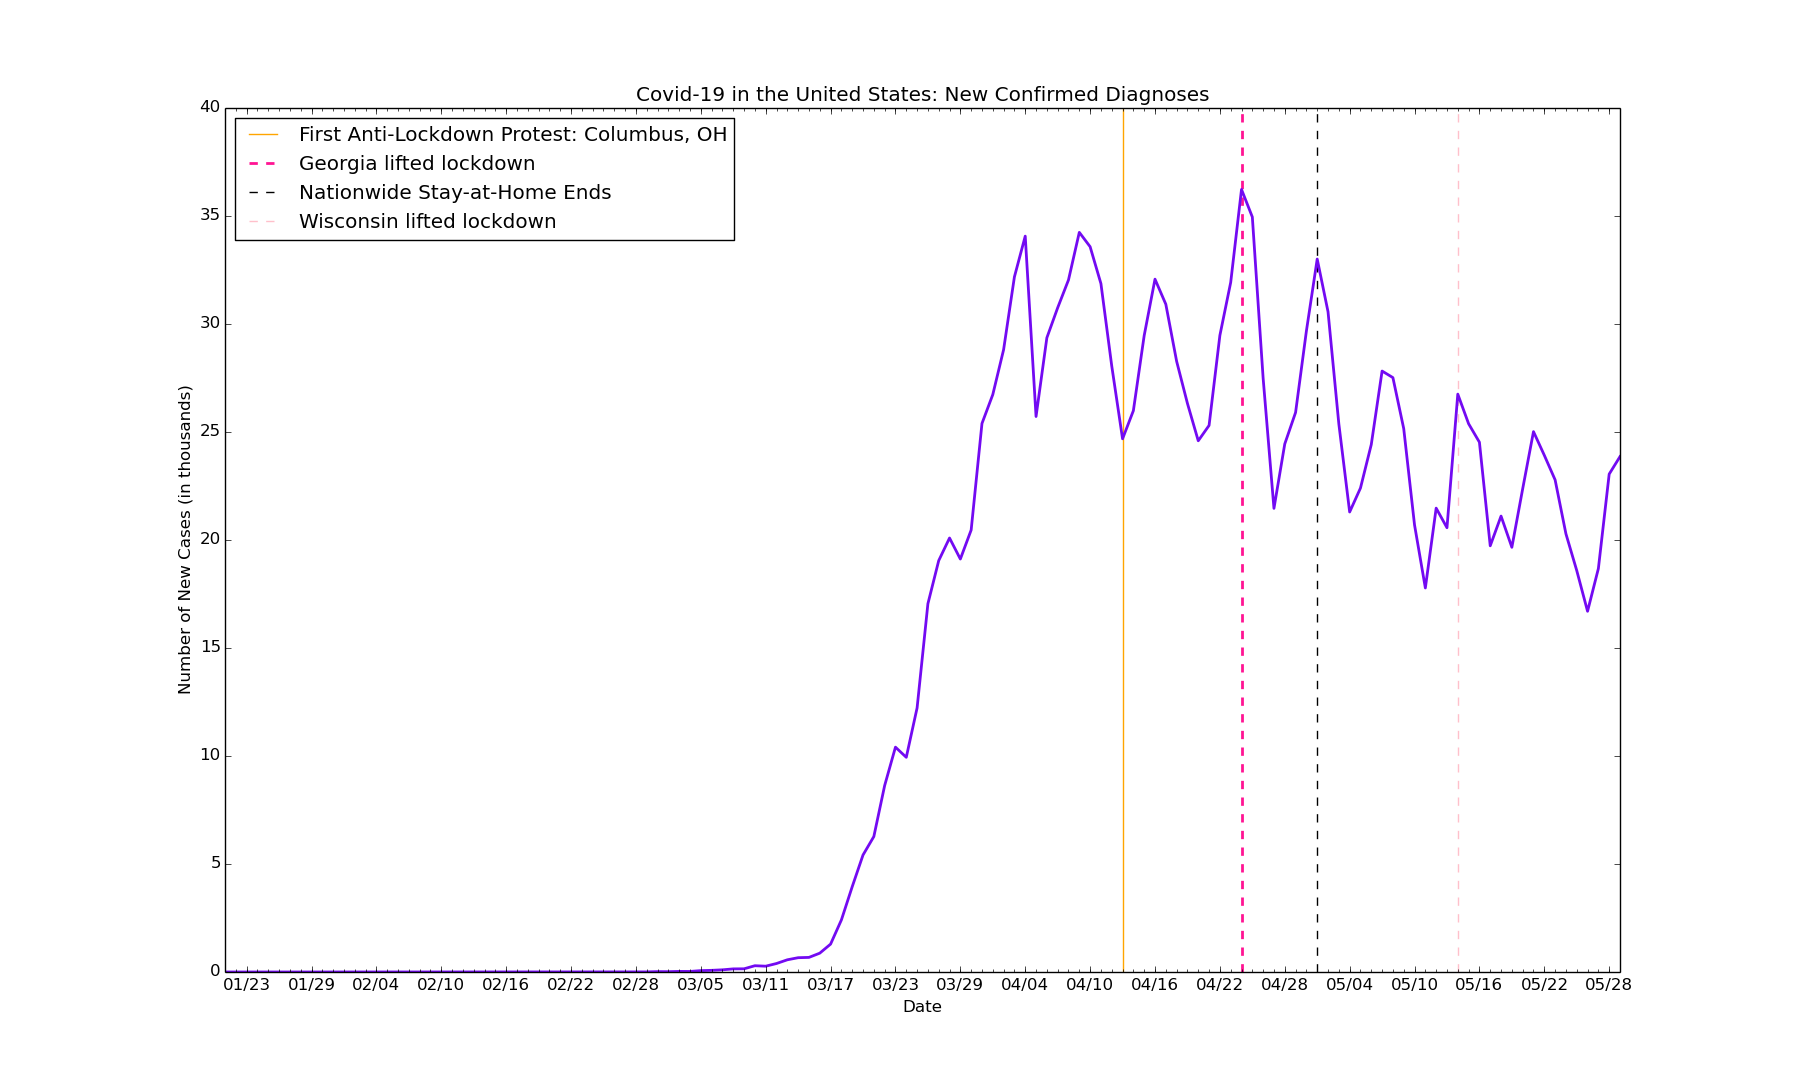 Covid-19 in the United States: New Confirmed Diagnoses
First Anti-Lockdown Protest: Columbus, OH
Georgia lifted lockdown
Nationwide Stay-at-Home Ends
Wisconsin lifted lockdown
40
35
30
25
20
15
10
5
0
Number of New Cases (in thousands)
01/23 01/29 02/04 02/10 02/16 02/22 02/28 03/05 03/11 03/17 03/23 03/29 04/04 04/10 04/16 04/22 04/28 05/04 05/10 05/16 05/22 05/28
Date